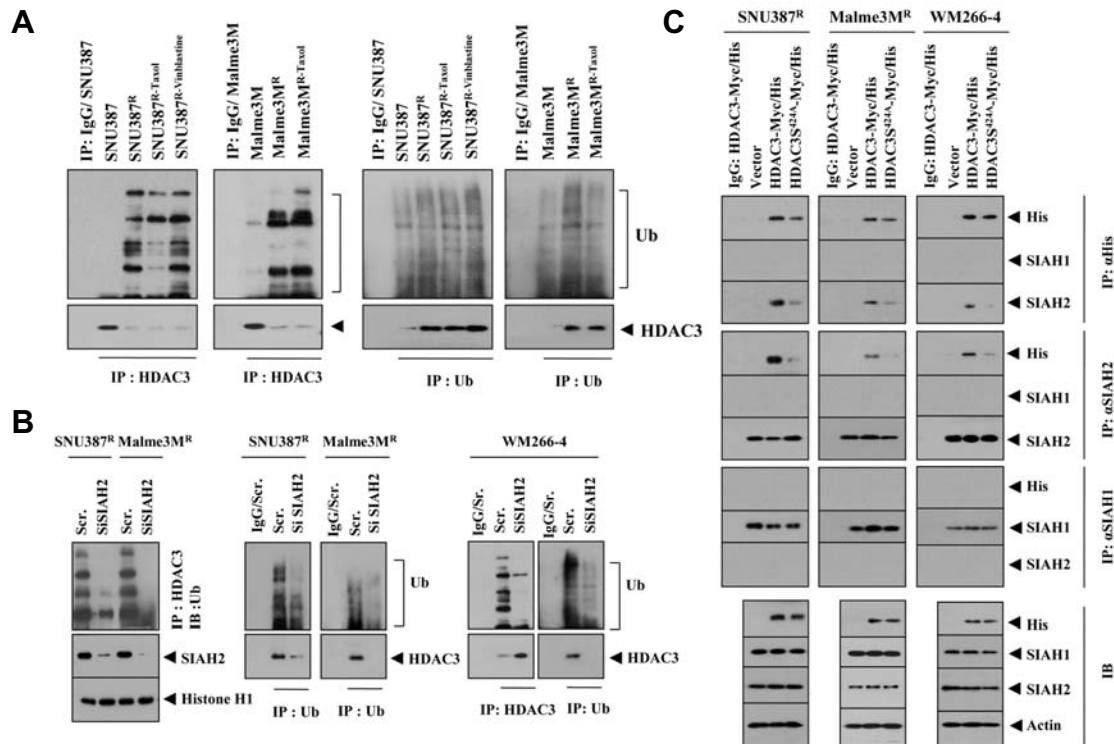 A
IP: IgG/ SNU387
SNU387
SNU387R
SNU387R-Taxol
SNU387R-Vinblastine
IP: IgG/ Malme3M
Malme3M
Malme3MR
Malme3MR-Taxol
IP: IgG/ SNU387
SNU387
SNU387R
SNU387R-Taxol
SNU387R-Vinblastine
IP: IgG/ Malme3M
Malme3M
Malme3MR
Malme3MR-Taxol
Ub
HDAC3
IP : HDAC3
IP : HDAC3
IP : Ub
IP : Ub
B
SNU387R Malme3MR
Scr.
SiSIAH2
Scr.
SiSIAH2
IP : HDAC3
IB :Ub
SIAH2
Histone H1
SNU387R
Malme3MR
IgG/Scr.
Scr.
Si SIAH2
IgG/Scr.
Scr.
Si SIAH2
Ub
HDAC3
IP : Ub
IP : Ub
WM266-4
IgG/Sr.
Scr.
SiSIAH2
IgG/Sr.
Scr.
SiSIAH2
Ub
HDAC3
IP: HDAC3
IP: Ub
C
SNU387R
Malme3MR
WM266-4
IgG: HDAC3-Myc/His
Vector
HDAC3-Myc/His
HDAC3S424A-Myc/His
IgG: HDAC3-Myc/His
Vector
HDAC3-Myc/His
HDAC3S424A-Myc/His
IgG: HDAC3-Myc/His
Vector
HDAC3-Myc/His
HDAC3S424A-Myc/His
His
SIAH1
SIAH2
IP: αHis
His
SIAH1
SIAH2
IP: αSIAH2
His
SIAH1
SIAH2
IP: αSIAH1
His
SIAH1
SIAH2
Actin
IB